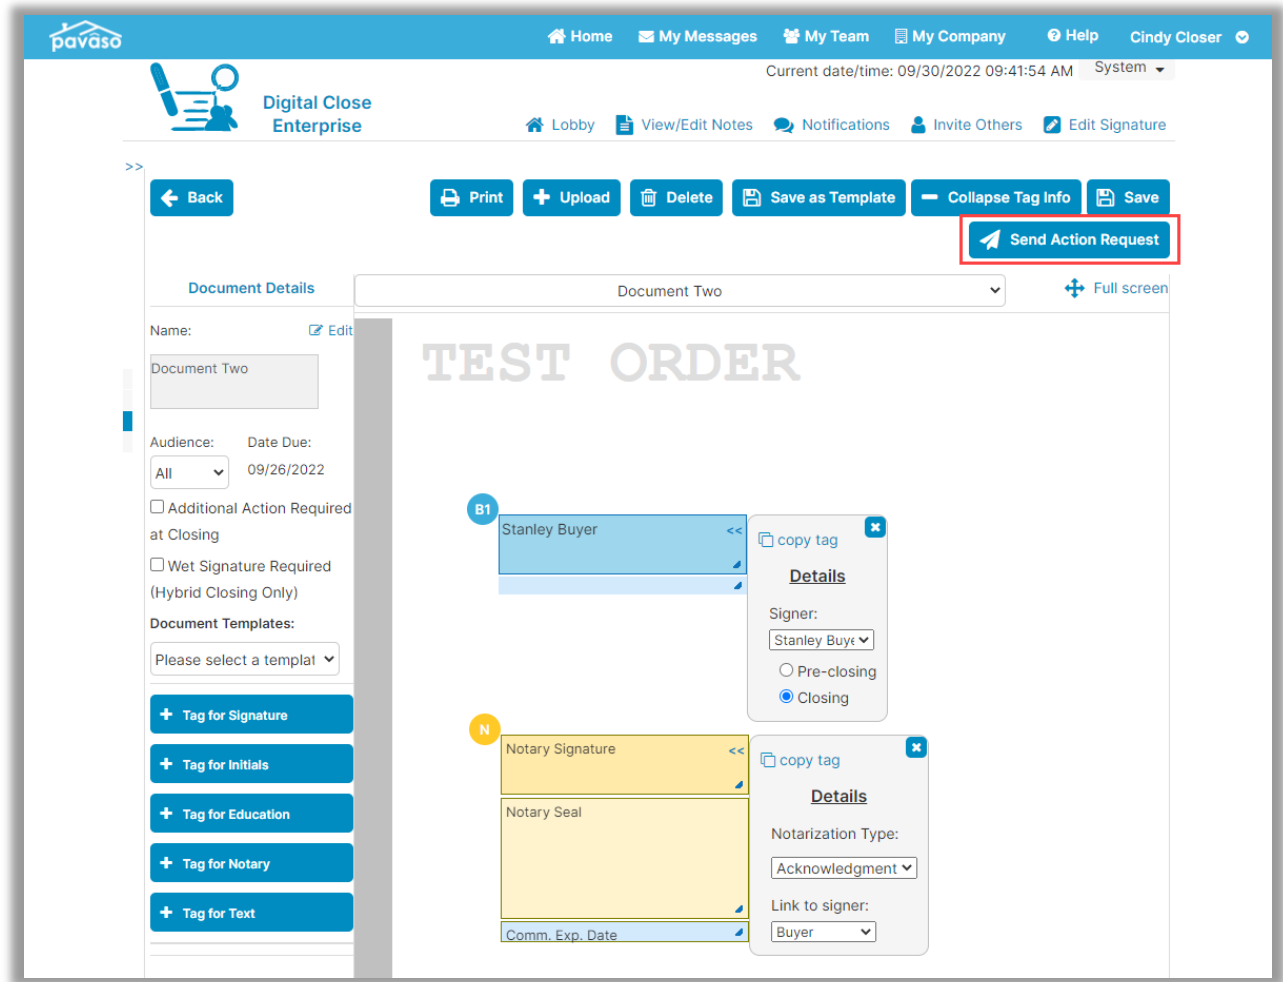 pavaso
Home My Messages My Team My Company Help Cindy Closer
Current date/time: 09/30/2022 09:41:54 AM System
Digital Close
Enterprise
Lobby View/Edit Notes Notifications Invite Others Edit Signature
>>
Back Print Upload Delete Save as Template Collapse Tag Info Save
Send Action Request
Document Details Document Two Full screen
Name: Edit
TEST ORDER
Document Two
Audience: Date Due:
All 09/26/2022
Additional Action Required
at Closing
Wet Signature Required
(Hybrid Closing Only)
Document Templates:
Please select a templat
Tag for Signature
Tag for Initials
Tag for Education
Tag for Notary
Tag for Text
B1
Stanley Buyer <<
copy tag
Details
Signer:
Stanley Buye
Pre-closing
Closing
N
Notary Signature <<
Notary Seal
Comm. Exp. Date
copy tag
Details
Notarization Type:
Acknowledgment
Link to signer:
Buyer